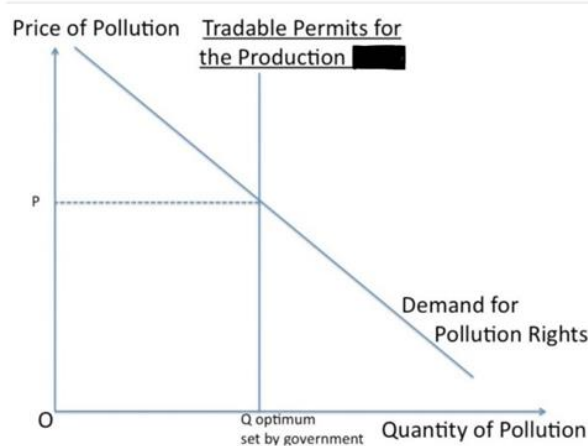 Price of Pollution
Tradable Permits for
the Production
P
Demand for
Pollution Rights
O
Q optimum
set by government
Quantity of Pollution